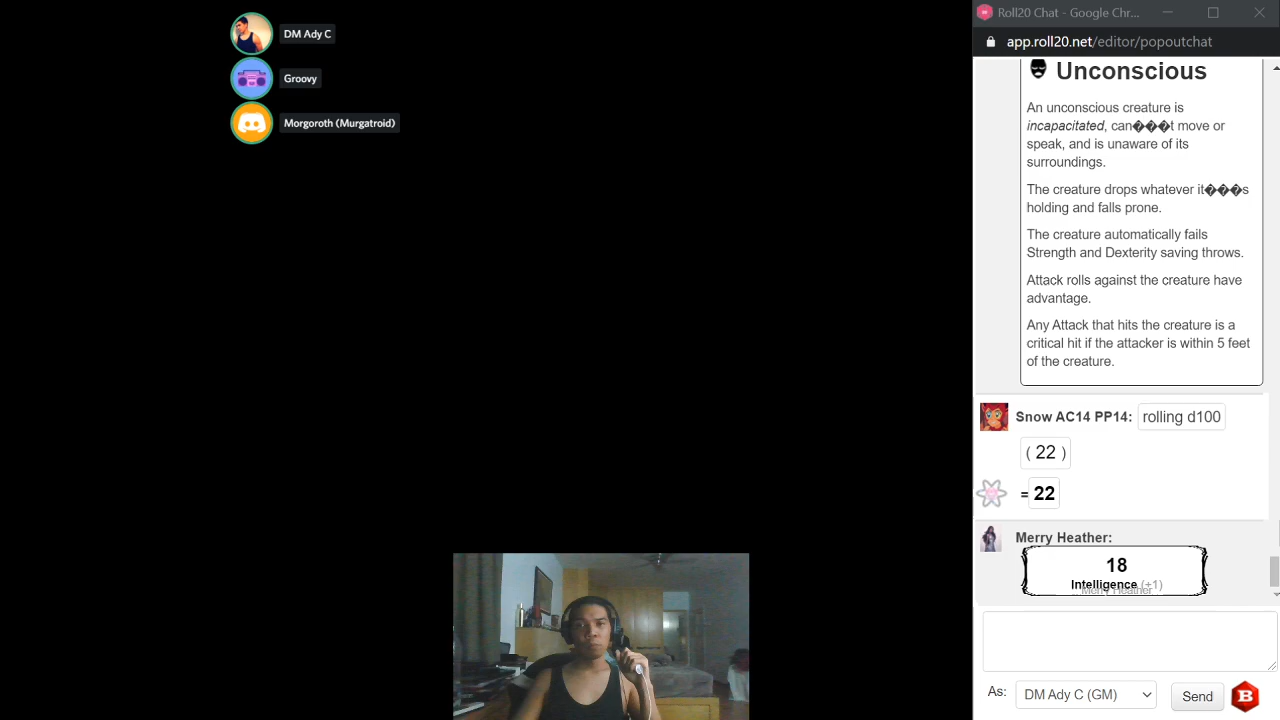 DM Ady C
Groovy
Morgoroth (Murgatroid)
Roll20 Chat - Google Chr...
app.roll20.net/editor/popoutchat
Unconscious
An unconscious creature is
incapacitated, can���t move or
speak, and is unaware of its
surroundings.
The creature drops whatever it���s
holding and falls prone.
The creature automatically fails
Strength and Dexterity saving throws.
Attack rolls against the creature have
advantage.
Any Attack that hits the creature is a
critical hit if the attacker is within 5 feet
of the creature.
Snow AC14 PP14: rolling d100
( 22 )
=22
Merry Heather:
18
Intelligence (+1)
Merry Heather
As: DM Ady C (GM) Send
B